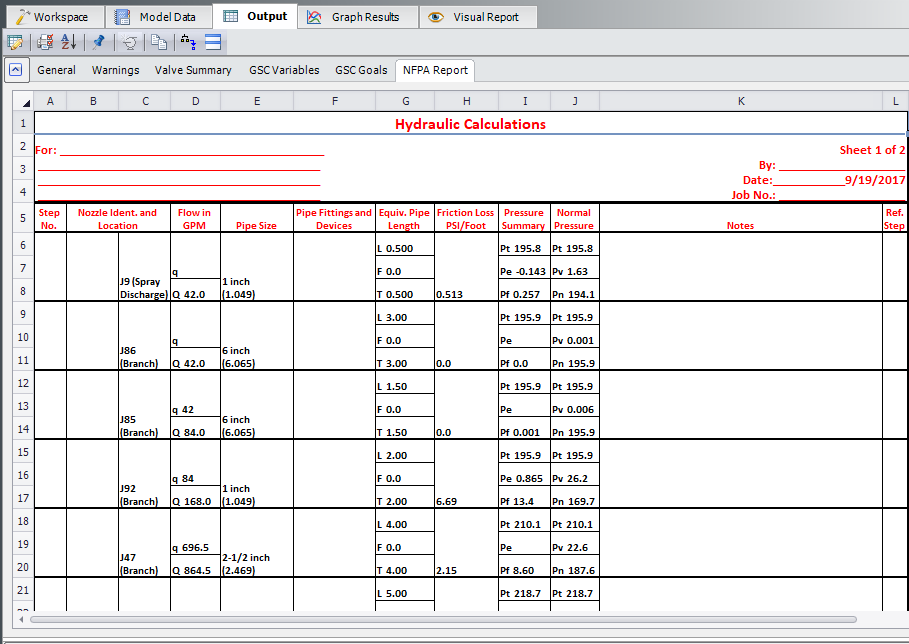 Workspace Model Data Output Graph Results Visual Report
General Warnings Valve Summary GSC Variables GSC Goals NFPA Report
A B C D E F G H I J K L
1 Hydraulic Calculations
2 For: Sheet 1 of 2
3 By:
Date: 9/19/2017
4 Job No.:
Step Nozzle Ident. and Flow in Pipe Fittings and Equiv. Pipe Friction Loss Pressure Normal Ref.
5 No. Location GPM Pipe Size Devices Length PSI/Foot Summary Pressure Notes Step
6 L 0.500 Pt 195.8 Pt 195.8
7 q F 0.0 Pe -0.143 Pv 1.63
J9 (Spray 1 inch
8 Discharge) Q 42.0 (1.049) T 0.500 0.513 Pf 0.257 Pn 194.1
9 L 3.00 Pt 195.9 Pt 195.9
10 q F 0.0 Pe Pv 0.001
J86 6 inch
11 (Branch) Q 42.0 (6.065) T 3.00 0.0 Pf 0.0 Pn 195.9
12 L 1.50 Pt 195.9 Pt 195.9
13 q 42 F 0.0 Pe Pv 0.006
J85 6 inch
14 (Branch) Q 84.0 (6.065) T 1.50 0.0 Pf 0.001 Pn 195.9
15 L 2.00 Pt 195.9 Pt 195.9
16 q 84 F 0.0 Pe 0.865 Pv 26.2
J92 1 inch
17 (Branch) Q 168.0 (1.049) T 2.00 6.69 Pf 13.4 Pn 169.7
18 L 4.00 Pt 210.1 Pt 210.1
19 q 696.5 F 0.0 Pe Pv 22.6
J47 2-1/2 inch
20 (Branch) Q 864.5 (2.469) T 4.00 2.15 Pf 8.60 Pn 187.6
21 L 5.00 Pt 218.7 Pt 218.7